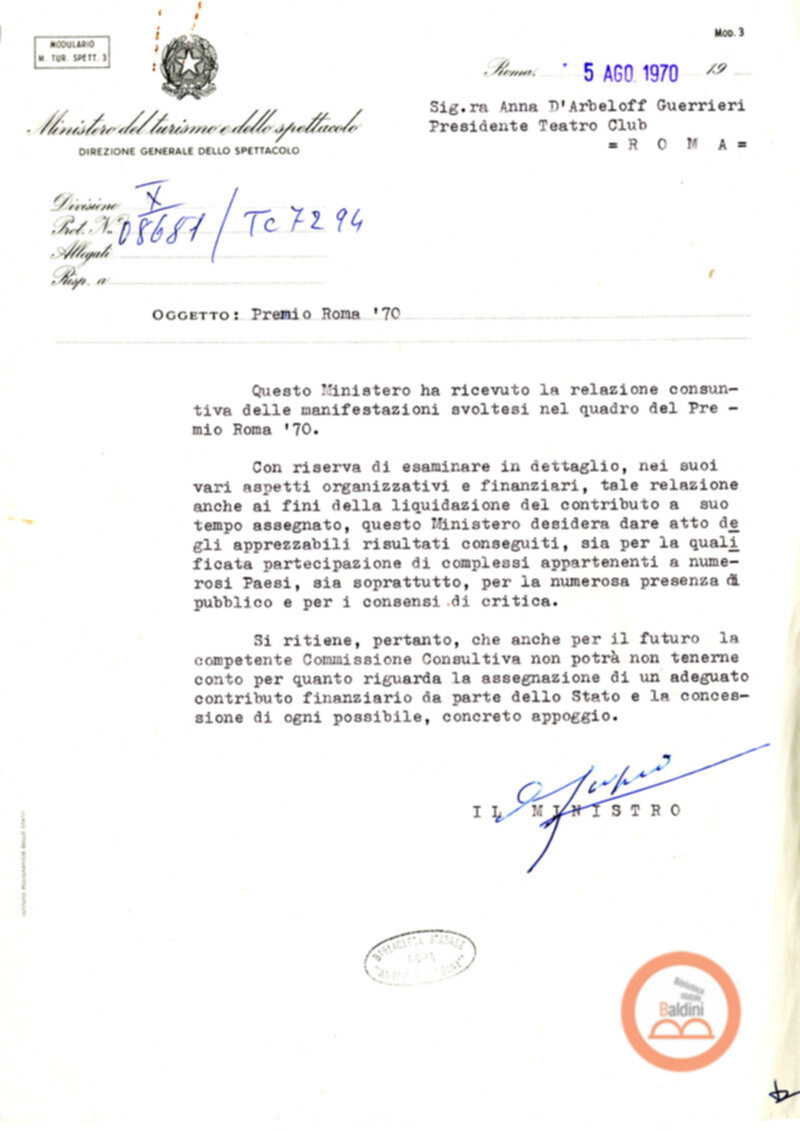 MOD. 3
MODULARIO
M. TUR. SPETT. 3
Roma, 5 AGO 1970 19
Ministero del turismo e dello spettacolo
DIREZIONE GENERALE DELLO SPETTACOLO
Sig.ra Anna D'Arbeloff Guerrieri
Presidente Teatro Club
= R O M A =
Divisione X
Prot. N. 08681 / TC 7294
Allegati
Risp. a
OGGETTO: Premio Roma '70
Questo Ministero ha ricevuto la relazione consun-
tiva delle manifestazioni svoltesi nel quadro del Pre -
mio Roma '70.
Con riserva di esaminare in dettaglio, nei suoi
vari aspetti organizzativi e finanziari, tale relazione
anche ai fini della liquidazione del contributo a suo
tempo assegnato, questo Ministero desidera dare atto de
gli apprezzabili risultati conseguiti, sia per la quali
ficata partecipazione di complessi appartenenti a nume-
rosi Paesi, sia soprattutto, per la numerosa presenza di
pubblico e per i consensi di critica.
Si ritiene, pertanto, che anche per il futuro la
competente Commissione Consultiva non potrà non tenerne
conto per quanto riguarda la assegnazione di un adeguato
contributo finanziario da parte dello Stato e la conces-
sione di ogni possibile, concreto appoggio.
IL MINISTRO
BIBLIOTECA STATALE
ROMA
Biblioteca
statale
Baldini